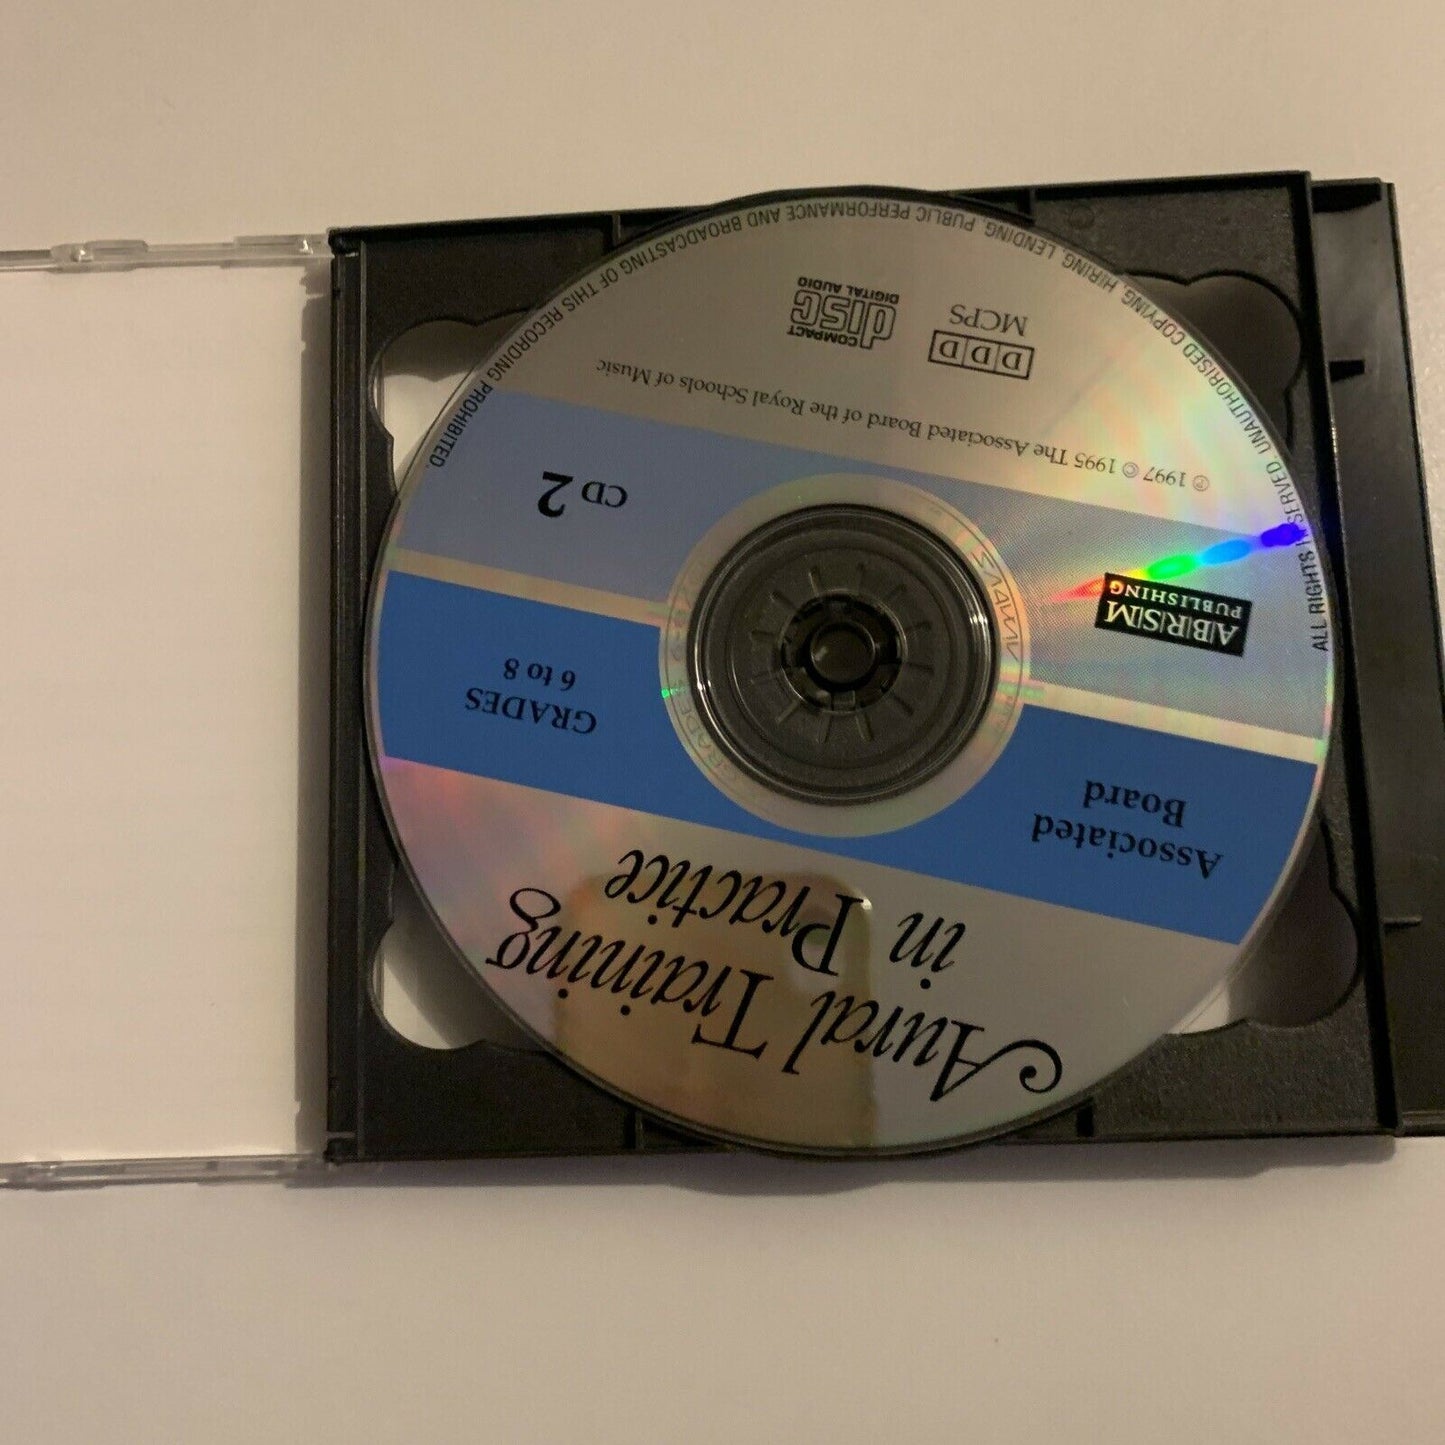 Aural Training
in Practice
Associated
Board
GRADES
6 to 8
ABRSM
PUBLISHING
CD 2
℗ 1997 © 1995 The Associated Board of the Royal Schools of Music
DDD
MCPS
COMPACT
disc
DIGITAL AUDIO
ALL RIGHTS RESERVED UNAUTHORISED COPYING, HIRING, LENDING, PUBLIC PERFORMANCE AND BROADCASTING OF THIS RECORDING PROHIBITED.